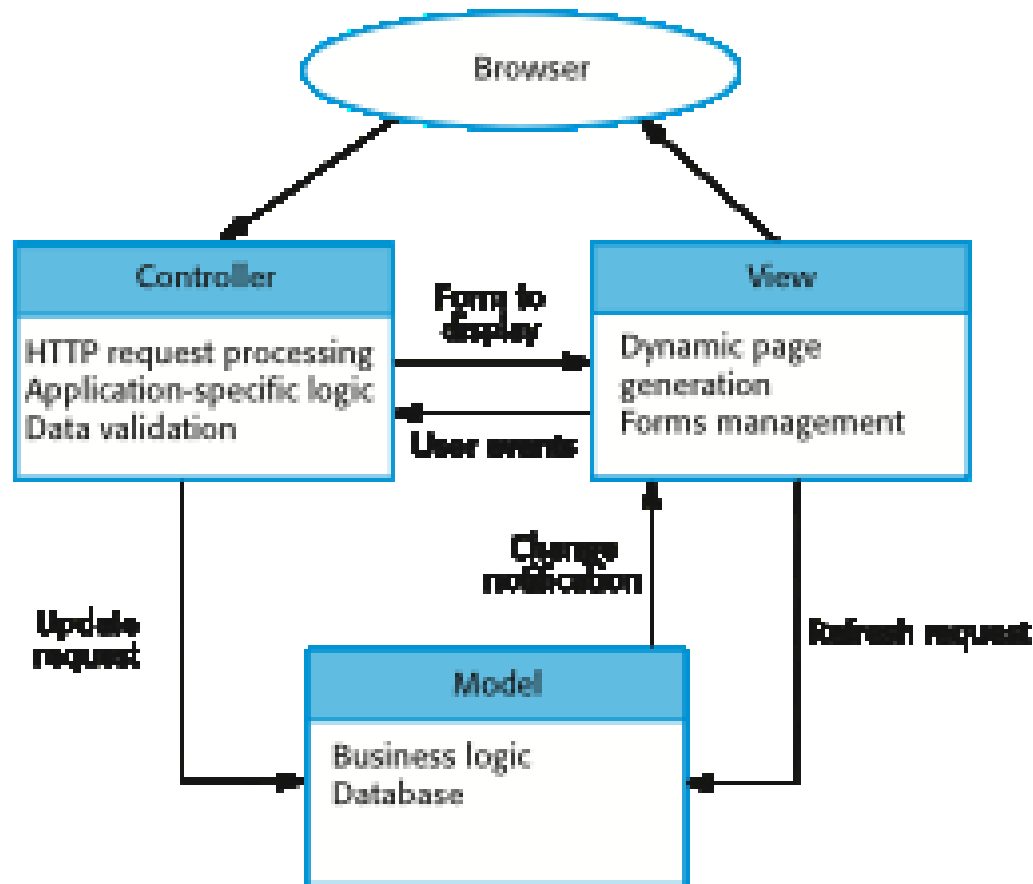 Browser
Controller
HTTP request processing
Application-specific logic
Data validation
Form to
display
User events
View
Dynamic page
generation
Forms management
Change
notification
Update
request
Refresh request
Model
Business logic
Database